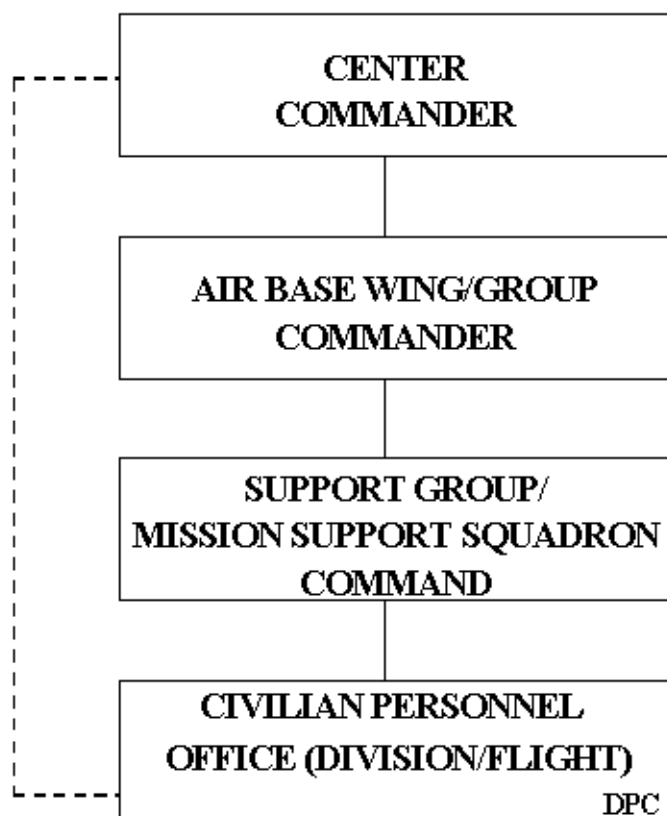 CENTER
COMMANDER
AIR BASE WING/GROUP
COMMANDER
SUPPORT GROUP/
MISSION SUPPORT SQUADRON
COMMAND
CIVILIAN PERSONNEL
OFFICE (DIVISION/FLIGHT)
DPC